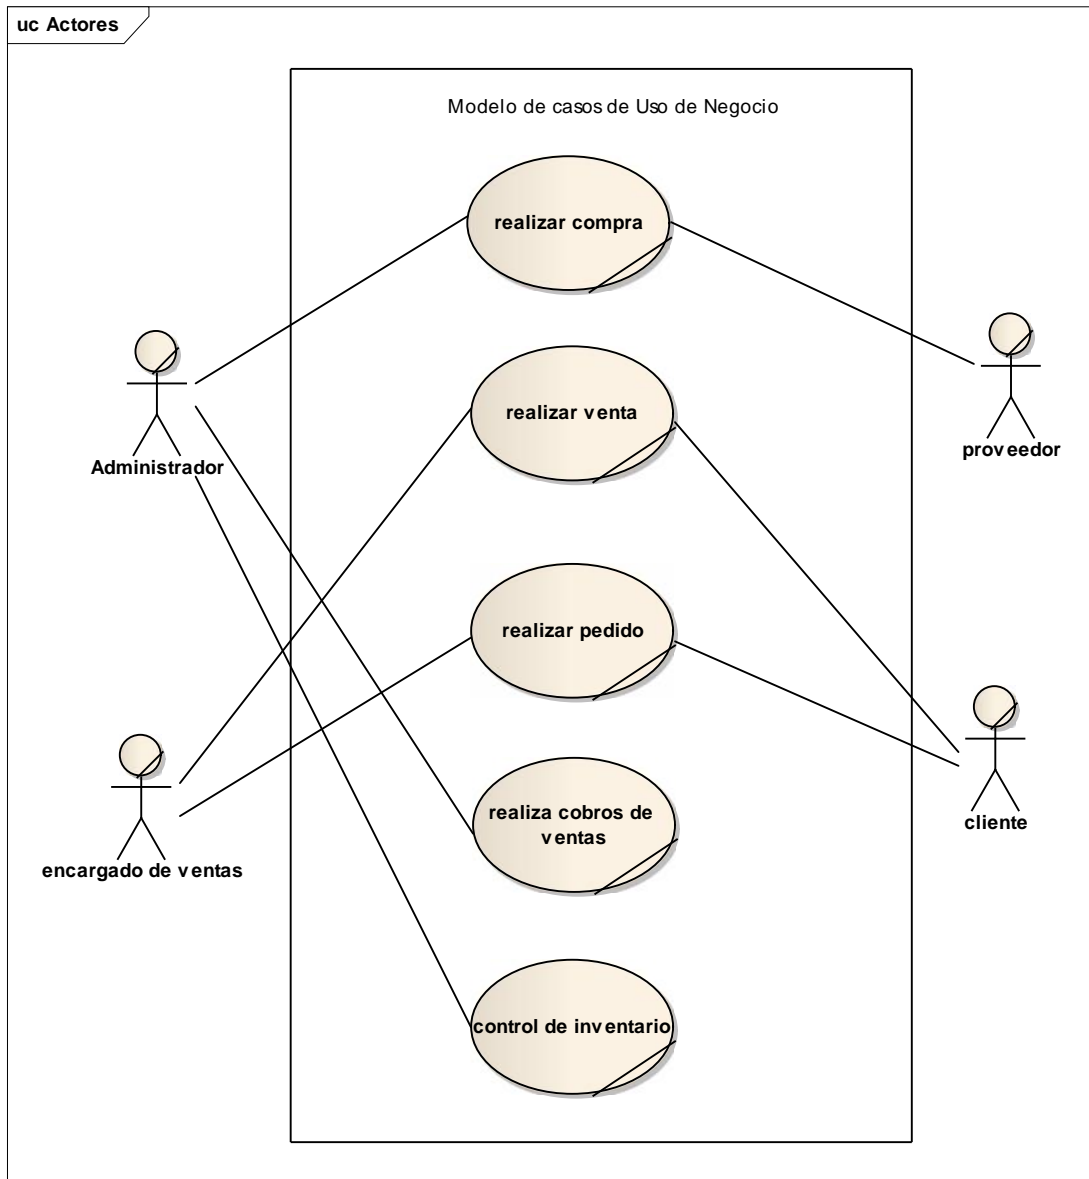 uc Actores
Modelo de casos de Uso de Negocio
realizar compra
realizar venta
Administrador
proveedor
realizar pedido
realiza cobros de
ventas
cliente
encargado de ventas
control de inventario